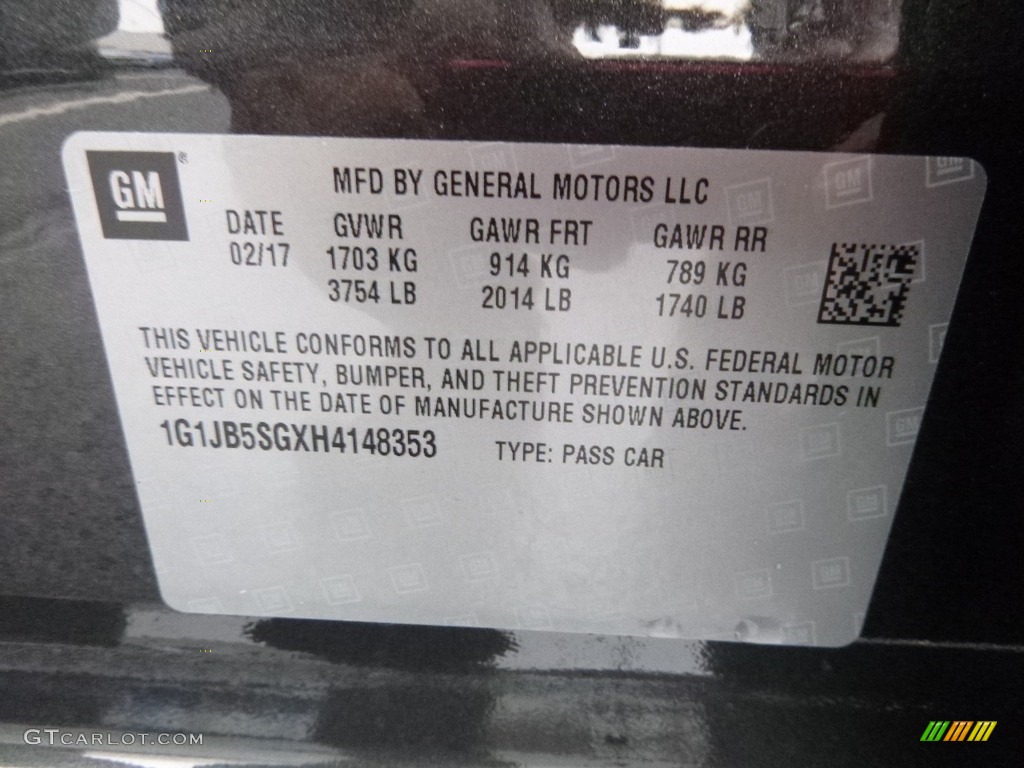 GM®
MFD BY GENERAL MOTORS LLC
DATE GVWR GAWR FRT GAWR RR
02/17 1703 KG 914 KG 789 KG
3754 LB 2014 LB 1740 LB
THIS VEHICLE CONFORMS TO ALL APPLICABLE U.S. FEDERAL MOTOR
VEHICLE SAFETY, BUMPER, AND THEFT PREVENTION STANDARDS IN
EFFECT ON THE DATE OF MANUFACTURE SHOWN ABOVE.
1G1JB5SGXH4148353 TYPE: PASS CAR
GTCARLOT.COM